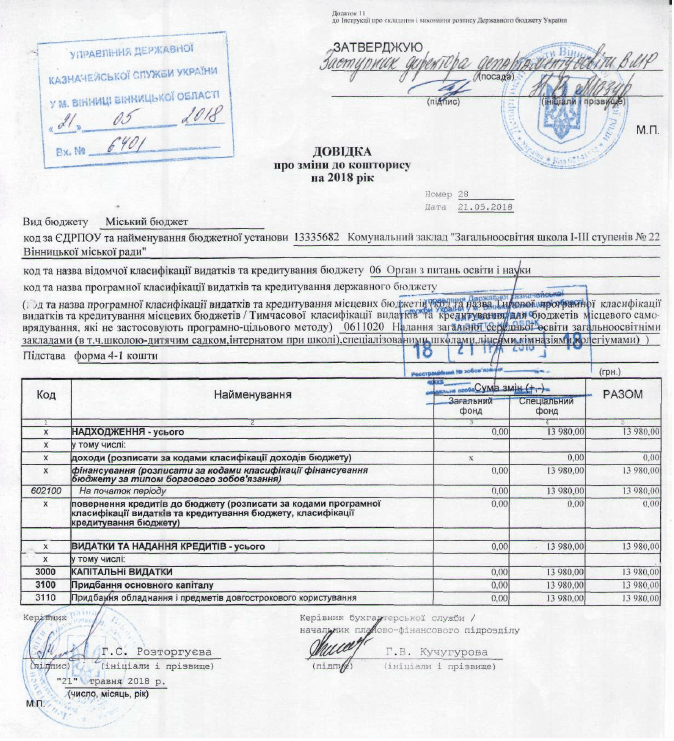 Додаток 11
до Інструкції про складання і виконання розпису Державного бюджету України
УПРАВЛІННЯ ДЕРЖАВНОЇ
КАЗНАЧЕЙСЬКОЇ СЛУЖБИ УКРАЇНИ
У М. ВІННИЦІ ВІННИЦЬКОЇ ОБЛАСТІ
« 21 » 05 2018
Вх. № 6401
ЗАТВЕРДЖУЮ
Заступник директора департаменту освіти ВМР
(посада)
Мазур
(підпис) (ініціали і прізвище)
М.П.
ДОВІДКА
про зміни до кошторису
на 2018 рік
Номер 28
Дата 21.05.2018
Вид бюджету Міський бюджет
код за ЄДРПОУ та найменування бюджетної установи 13335682 Комунальний заклад "Загальноосвітня школа І-ІІІ ступенів № 22
Вінницької міської ради"
код та назва відомчої класифікації видатків та кредитування бюджету 06 Орган з питань освіти і науки
код та назва програмної класифікації видатків та кредитування державного бюджету
(код та назва програмної класифікації видатків та кредитування місцевих бюджетів (код та назва Типової програмної класифікації
видатків та кредитування місцевих бюджетів / Тимчасової класифікації видатків та кредитування для бюджетів місцевого само-
врядування, які не застосовують програмно-цільового методу) 0611020 Надання загальної середньої освіти загальноосвітніми
закладами (в т.ч.школою-дитячим садком,інтернатом при школі),спеціалізованими школами,ліцеями,гімназіями,колегіумами) )
18 21 ТРА 2018 18
Підстава форма 4-1 кошти
(грн.)
Код Найменування Сума змін (+,-) РАЗОМ
Загальний фонд Спеціальний фонд
1 2 3 4 5
х НАДХОДЖЕННЯ - усього 0,00 13 980,00 13 980,00
х у тому числі:
х доходи (розписати за кодами класифікації доходів бюджету) х 0,00 0,00
х фінансування (розписати за кодами класифікації фінансування 0,00 13 980,00 13 980,00
бюджету за типом боргового зобов'язання)
602100 На початок періоду 0,00 13 980,00 13 980,00
х повернення кредитів до бюджету (розписати за кодами програмної 0,00 0,00 0,00
класифікації видатків та кредитування бюджету, класифікації
кредитування бюджету)
х ВИДАТКИ ТА НАДАННЯ КРЕДИТІВ - усього 0,00 13 980,00 13 980,00
х у тому числі:
3000 КАПІТАЛЬНІ ВИДАТКИ 0,00 13 980,00 13 980,00
3100 Придбання основного капіталу 0,00 13 980,00 13 980,00
3110 Придбання обладнання і предметів довгострокового користування 0,00 13 980,00 13 980,00
Керівник
Керівник бухгалтерської служби /
начальник планово-фінансового підрозділу
Г.С. Розторгуєва Г.В. Кучугурова
(підпис) (ініціали і прізвище) (підпис) (ініціали і прізвище)
"21" травня 2018 р.
(число, місяць, рік)
М.П.